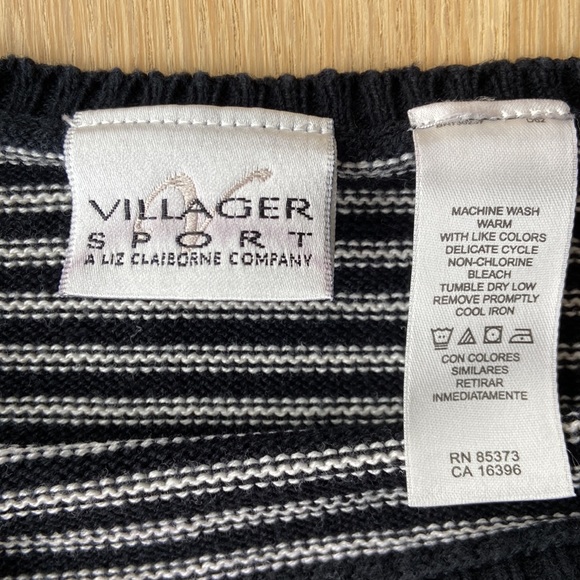 VILLAGER
SPORT
A LIZ CLAIBORNE COMPANY
MACHINE WASH
WARM
WITH LIKE COLORS
DELICATE CYCLE
NON-CHLORINE
BLEACH
TUMBLE DRY LOW
REMOVE PROMPTLY
COOL IRON
CON COLORES
SIMILARES
RETIRAR
INMEDIATAMENTE
RN 85373
CA 16396